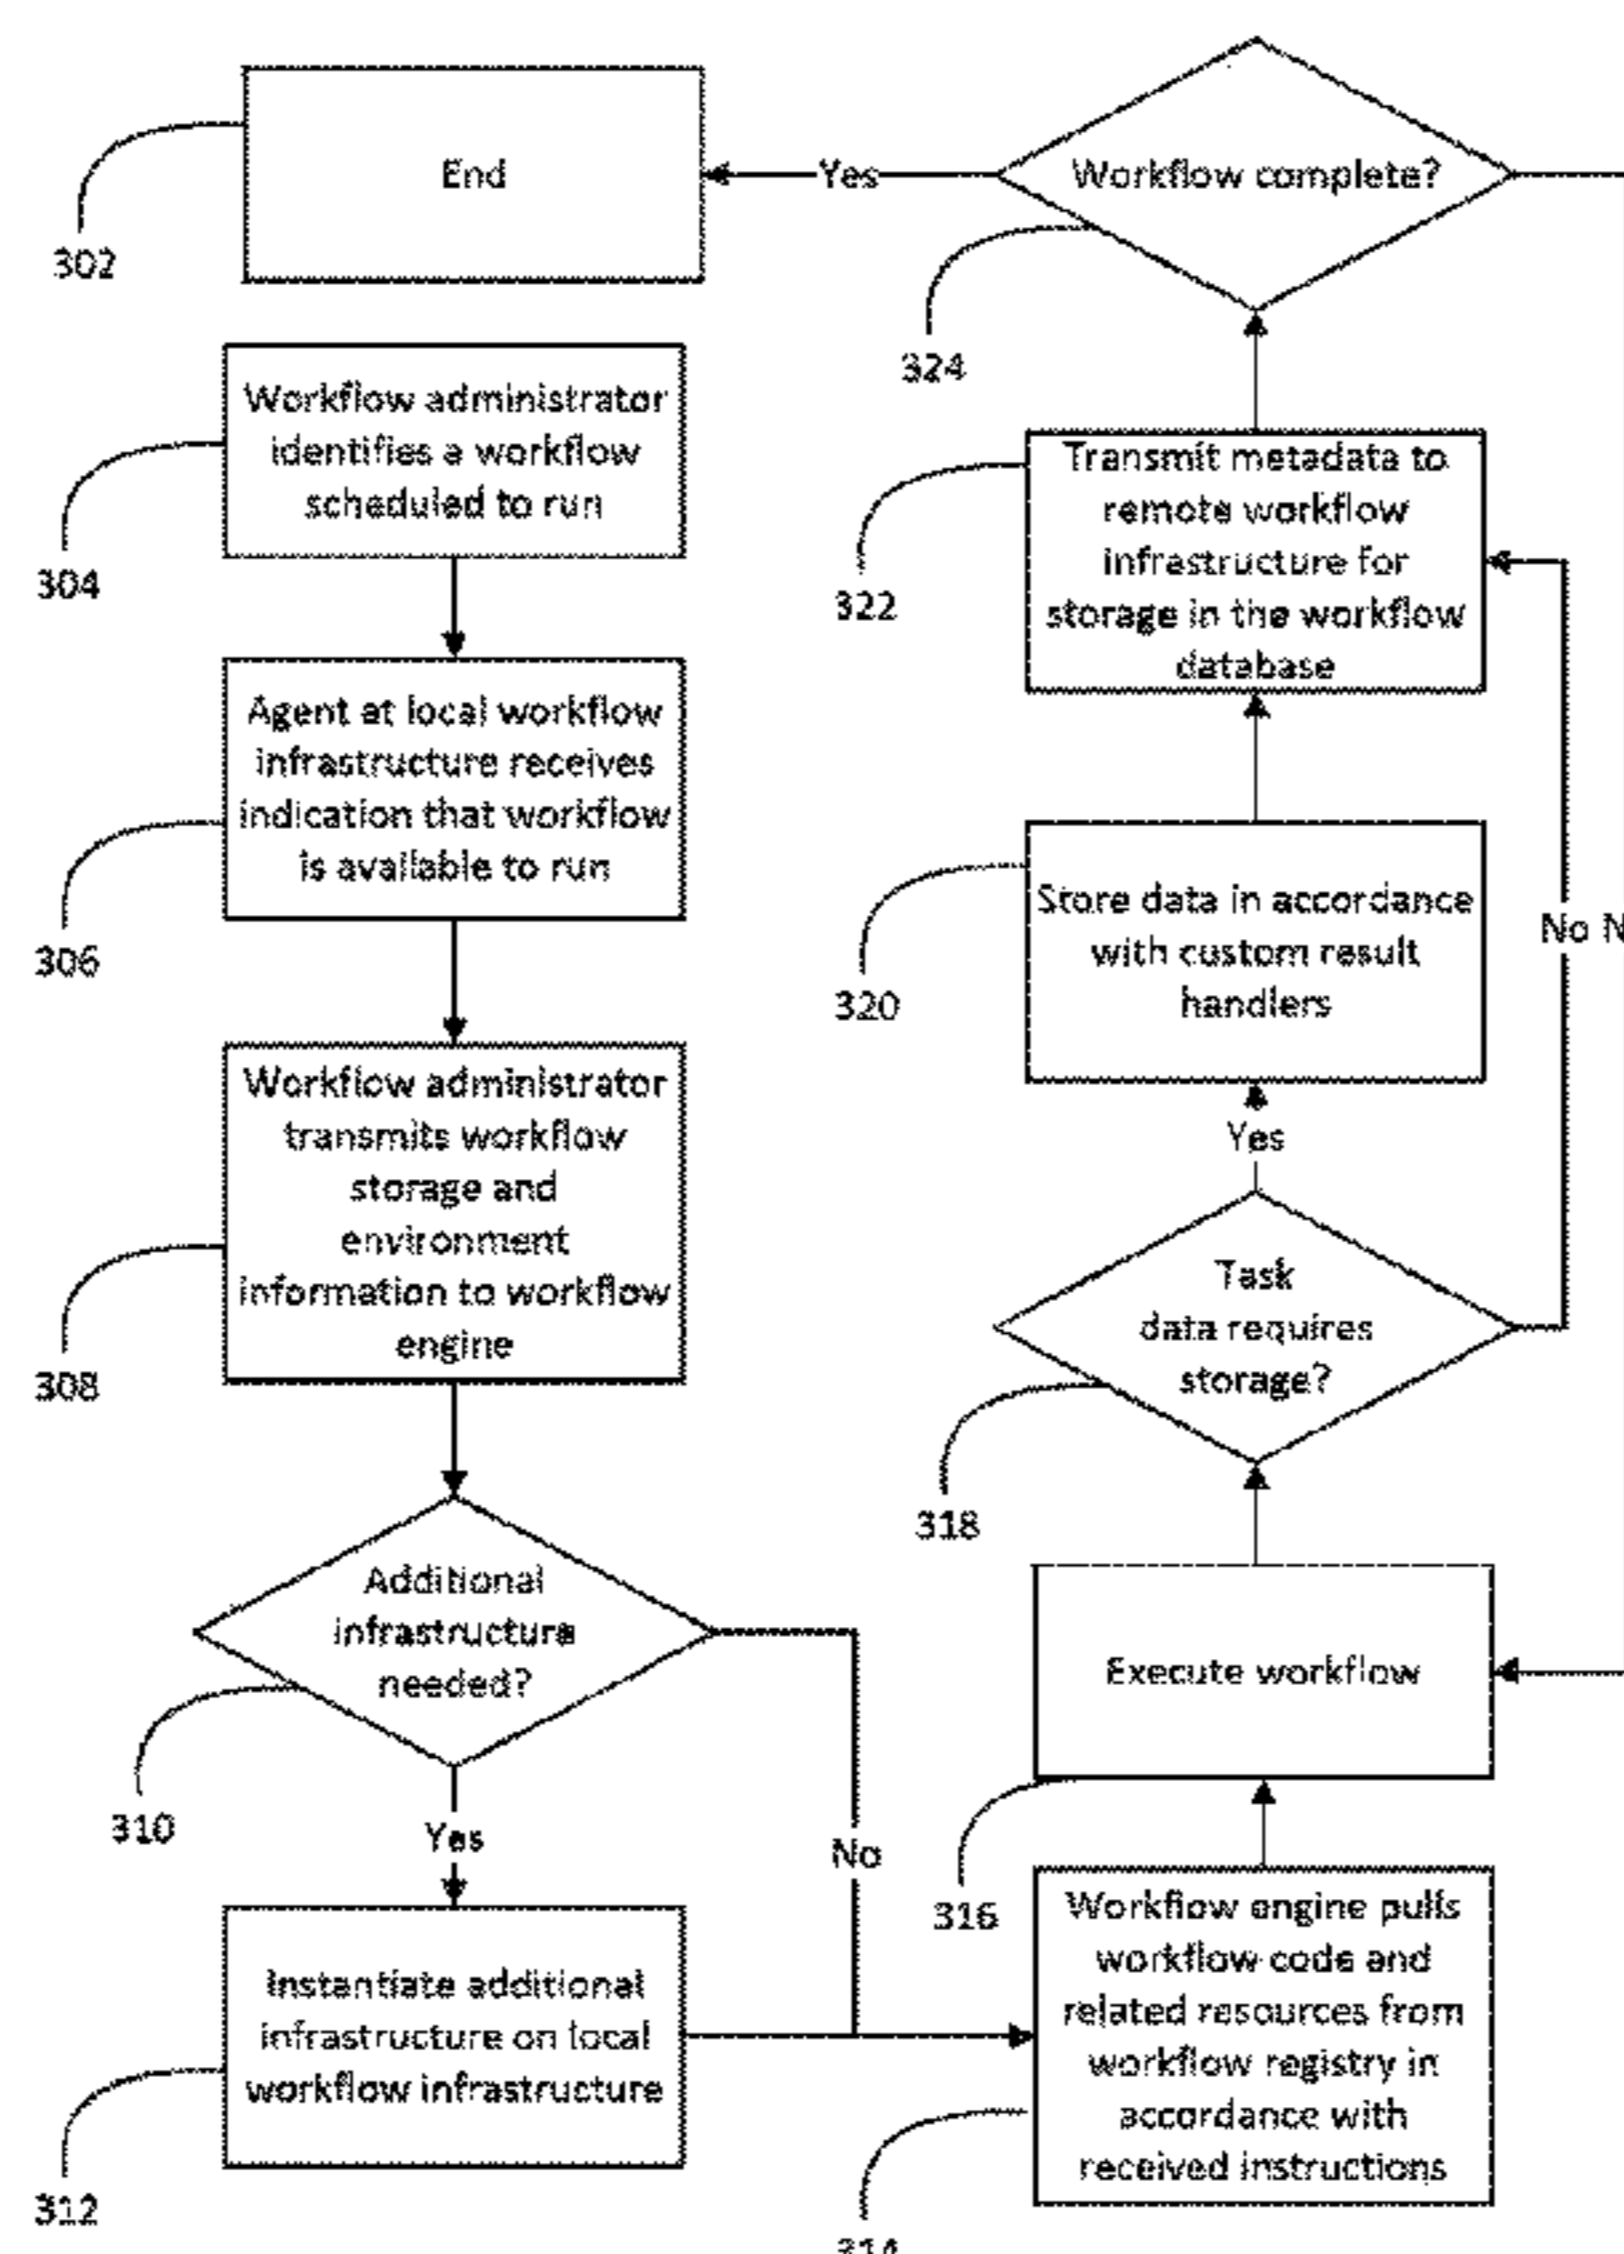 End
302
Yes
Workflow complete?
324
Workflow administrator
identifies a workflow
scheduled to run
304
Agent at local workflow
infrastructure receives
indication that workflow
is available to run
306
Workflow administrator
transmits workflow
storage and
environment
information to workflow
engine
308
Additional
infrastructure
needed?
310
Yes
No
Instantiate additional
infrastructure on local
workflow infrastructure
312
Transmit metadata to
remote workflow
infrastructure for
storage in the workflow
database
322
Store data in accordance
with custom result
handlers
320
No
Yes
Task
data requires
storage?
318
Execute workflow
316
Workflow engine pulls
workflow code and
related resources from
workflow registry in
accordance with
received instructions